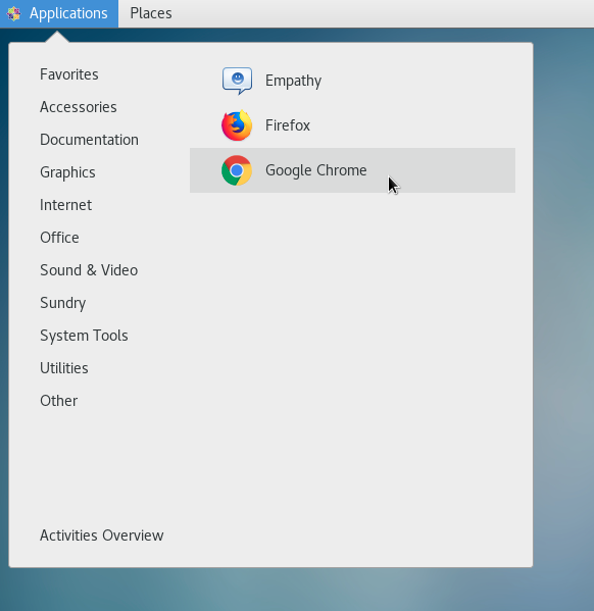 Applications Places
Favorites
Accessories
Documentation
Graphics
Internet
Office
Sound & Video
Sundry
System Tools
Utilities
Other
Activities Overview
Empathy
Firefox
Google Chrome